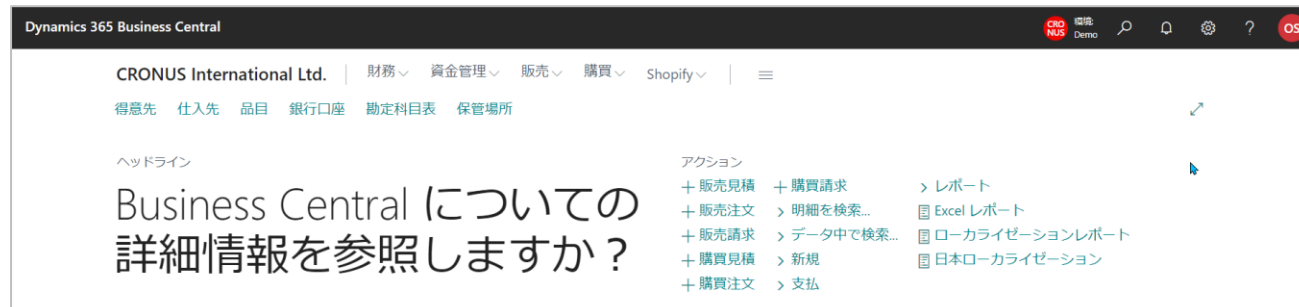 Dynamics 365 Business Central
CRO NUS 環境: Demo ? OS
CRONUS International Ltd. 財務 資金管理 販売 購買 Shopify
得意先 仕入先 品目 銀行口座 勘定科目表 保管場所
ヘッドライン
Business Central についての
詳細情報を参照しますか？
アクション
+ 販売見積 + 購買請求 > レポート
+ 販売注文 > 明細を検索... Excel レポート
+ 販売請求 > データ中で検索... ローカライゼーションレポート
+ 購買見積 > 新規 日本ローカライゼーション
+ 購買注文 > 支払